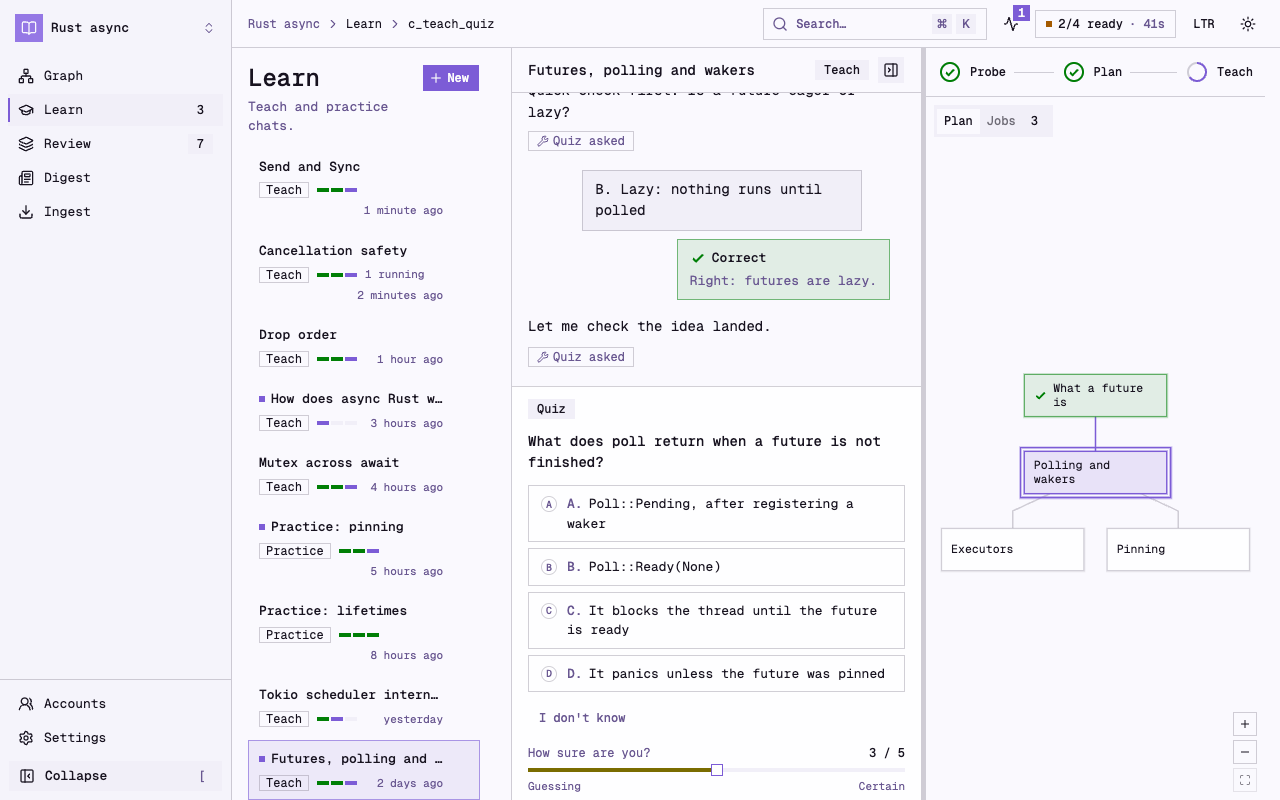 Rust async
Graph
Learn 3
Review 7
Digest
Ingest
Accounts
Settings
Collapse [
Rust async > Learn > c_teach_quiz
Search… ⌘ K
1
2/4 ready · 41s
LTR
Learn
+ New
Teach and practice
chats.
Send and Sync
Teach
1 minute ago
Cancellation safety
Teach 1 running
2 minutes ago
Drop order
Teach 1 hour ago
How does async Rust w…
Teach 3 hours ago
Mutex across await
Teach 4 hours ago
Practice: pinning
Practice
5 hours ago
Practice: lifetimes
Practice
8 hours ago
Tokio scheduler intern…
Teach yesterday
Futures, polling and …
Teach 2 days ago
Futures, polling and wakers
Teach
Quick check first: is a future eager or
lazy?
Quiz asked
B. Lazy: nothing runs until
polled
Correct
Right: futures are lazy.
Let me check the idea landed.
Quiz asked
Quiz
What does poll return when a future is not
finished?
A A. Poll::Pending, after registering a
waker
B B. Poll::Ready(None)
C C. It blocks the thread until the future
is ready
D D. It panics unless the future was pinned
I don't know
How sure are you? 3 / 5
Guessing Certain
Probe Plan Teach
Plan Jobs 3
What a future
is
Polling and
wakers
Executors Pinning
+
−